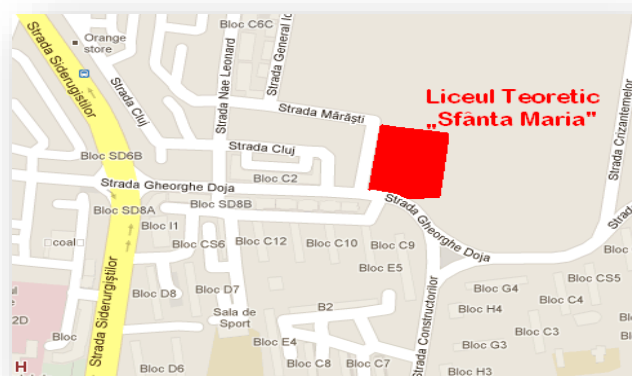 Bloc C6C
Orange
store
Strada Siderugistilor
Strada Cluj
Strada Nae Leonard
Strada General Ic
Strada Mărăști
Liceul Teoretic
„Sfânta Maria"
Strada Crizantemelor
Bloc SD6B
Strada Cluj
Bloc C2
Strada Gheorghe Doja
Bloc SD8A
Bloc SD8B
Strada Gheorghe Doja
Strad
Bloc I1
coal
Bloc CS6
Bloc C12
Bloc C10
Bloc C9
Bloc E5
Bloc D8
Bloc D7
Bloc G4
Bloc CS5
Bloc C4
Bloc H4
B2
Sala de
Sport
Strada Siderurgiștilor
Strada Constructorilor
ul
2D
Bloc
Bloc E4
Bloc C3
Bloc G3
H
Bloc D6
Bloc C8
Bloc C7
Bloc H3